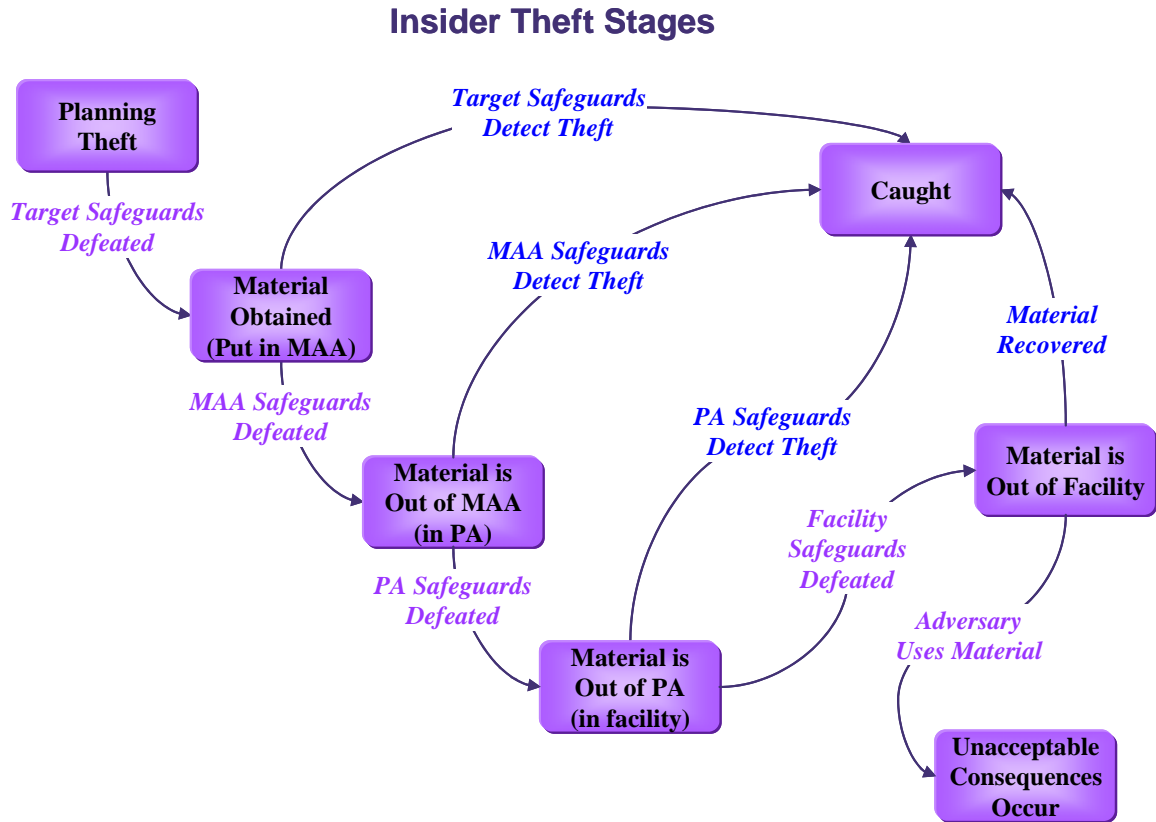 Insider Theft Stages
Planning
Theft
Target Safeguards
Detect Theft
Caught
Target Safeguards
Defeated
MAA Safeguards
Detect Theft
Material
Obtained
(Put in MAA)
Material
Recovered
MAA Safeguards
Defeated
PA Safeguards
Detect Theft
Material is
Out of MAA
(in PA)
Material is
Out of Facility
Facility
Safeguards
Defeated
PA Safeguards
Defeated
Adversary
Uses Material
Material is
Out of PA
(in facility)
Unacceptable
Consequences
Occur